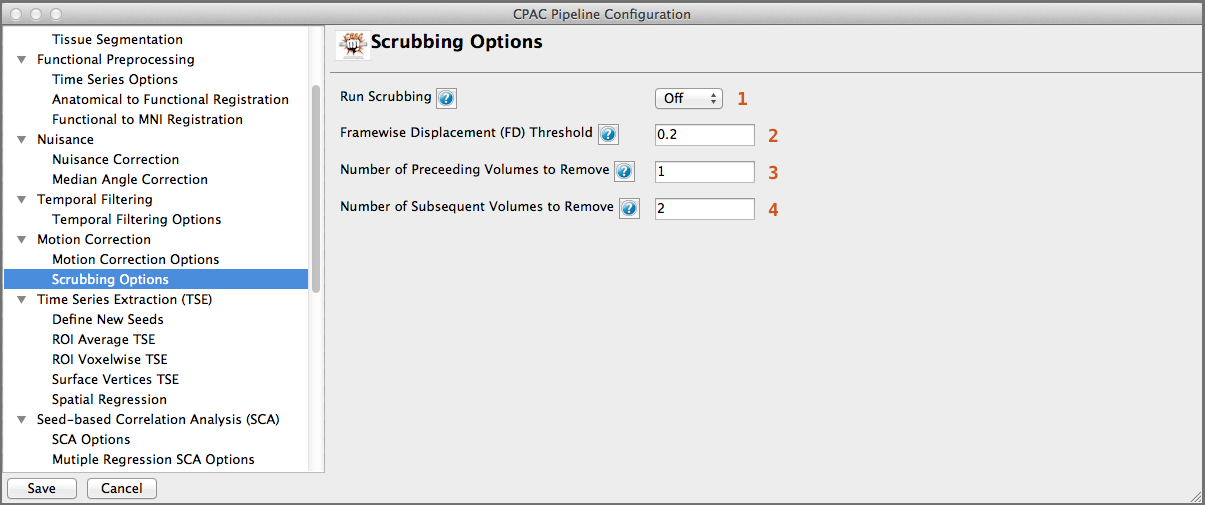 CPAC Pipeline Configuration
Tissue Segmentation
Functional Preprocessing
Time Series Options
Anatomical to Functional Registration
Functional to MNI Registration
Nuisance
Nuisance Correction
Median Angle Correction
Temporal Filtering
Temporal Filtering Options
Motion Correction
Motion Correction Options
Scrubbing Options
Time Series Extraction (TSE)
Define New Seeds
ROI Average TSE
ROI Voxelwise TSE
Surface Vertices TSE
Spatial Regression
Seed-based Correlation Analysis (SCA)
SCA Options
Mutiple Regression SCA Options
Scrubbing Options
Run Scrubbing ? Off 1
Framewise Displacement (FD) Threshold ? 0.2 2
Number of Preceeding Volumes to Remove ? 1 3
Number of Subsequent Volumes to Remove ? 2 4
Save Cancel